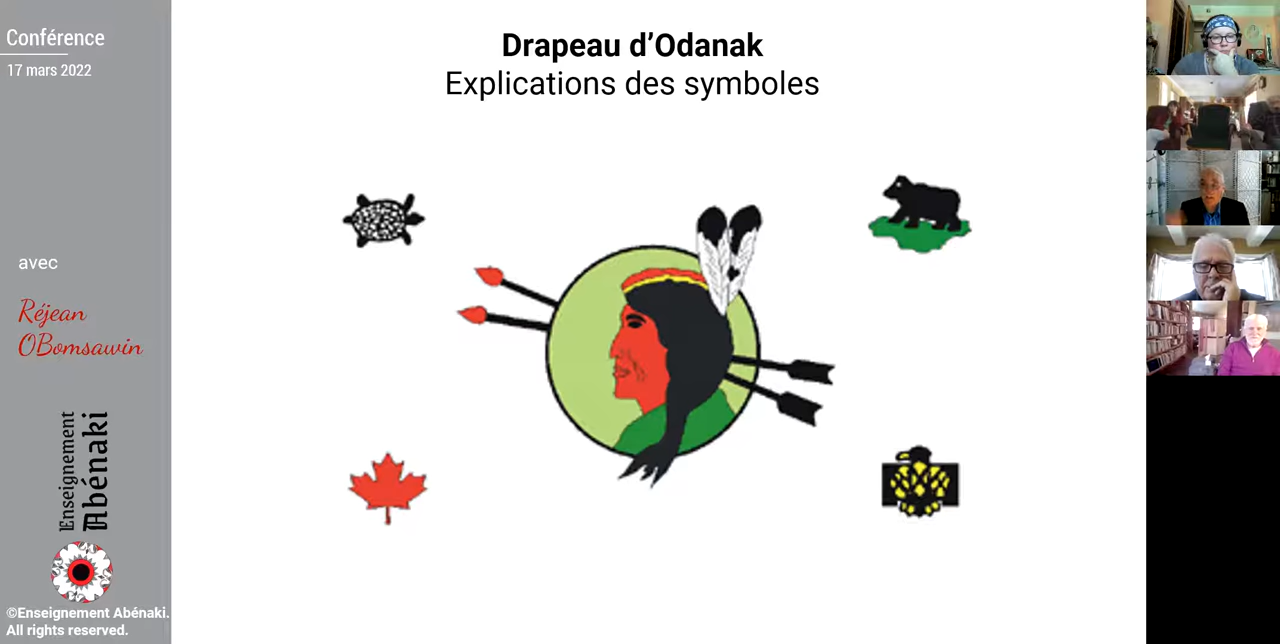 Conférence
17 mars 2022
Drapeau d’Odanak
Explications des symboles
avec
Réjean
OBomsawin
Enseignement
Abénaki
©Enseignement Abénaki.
All rights reserved.